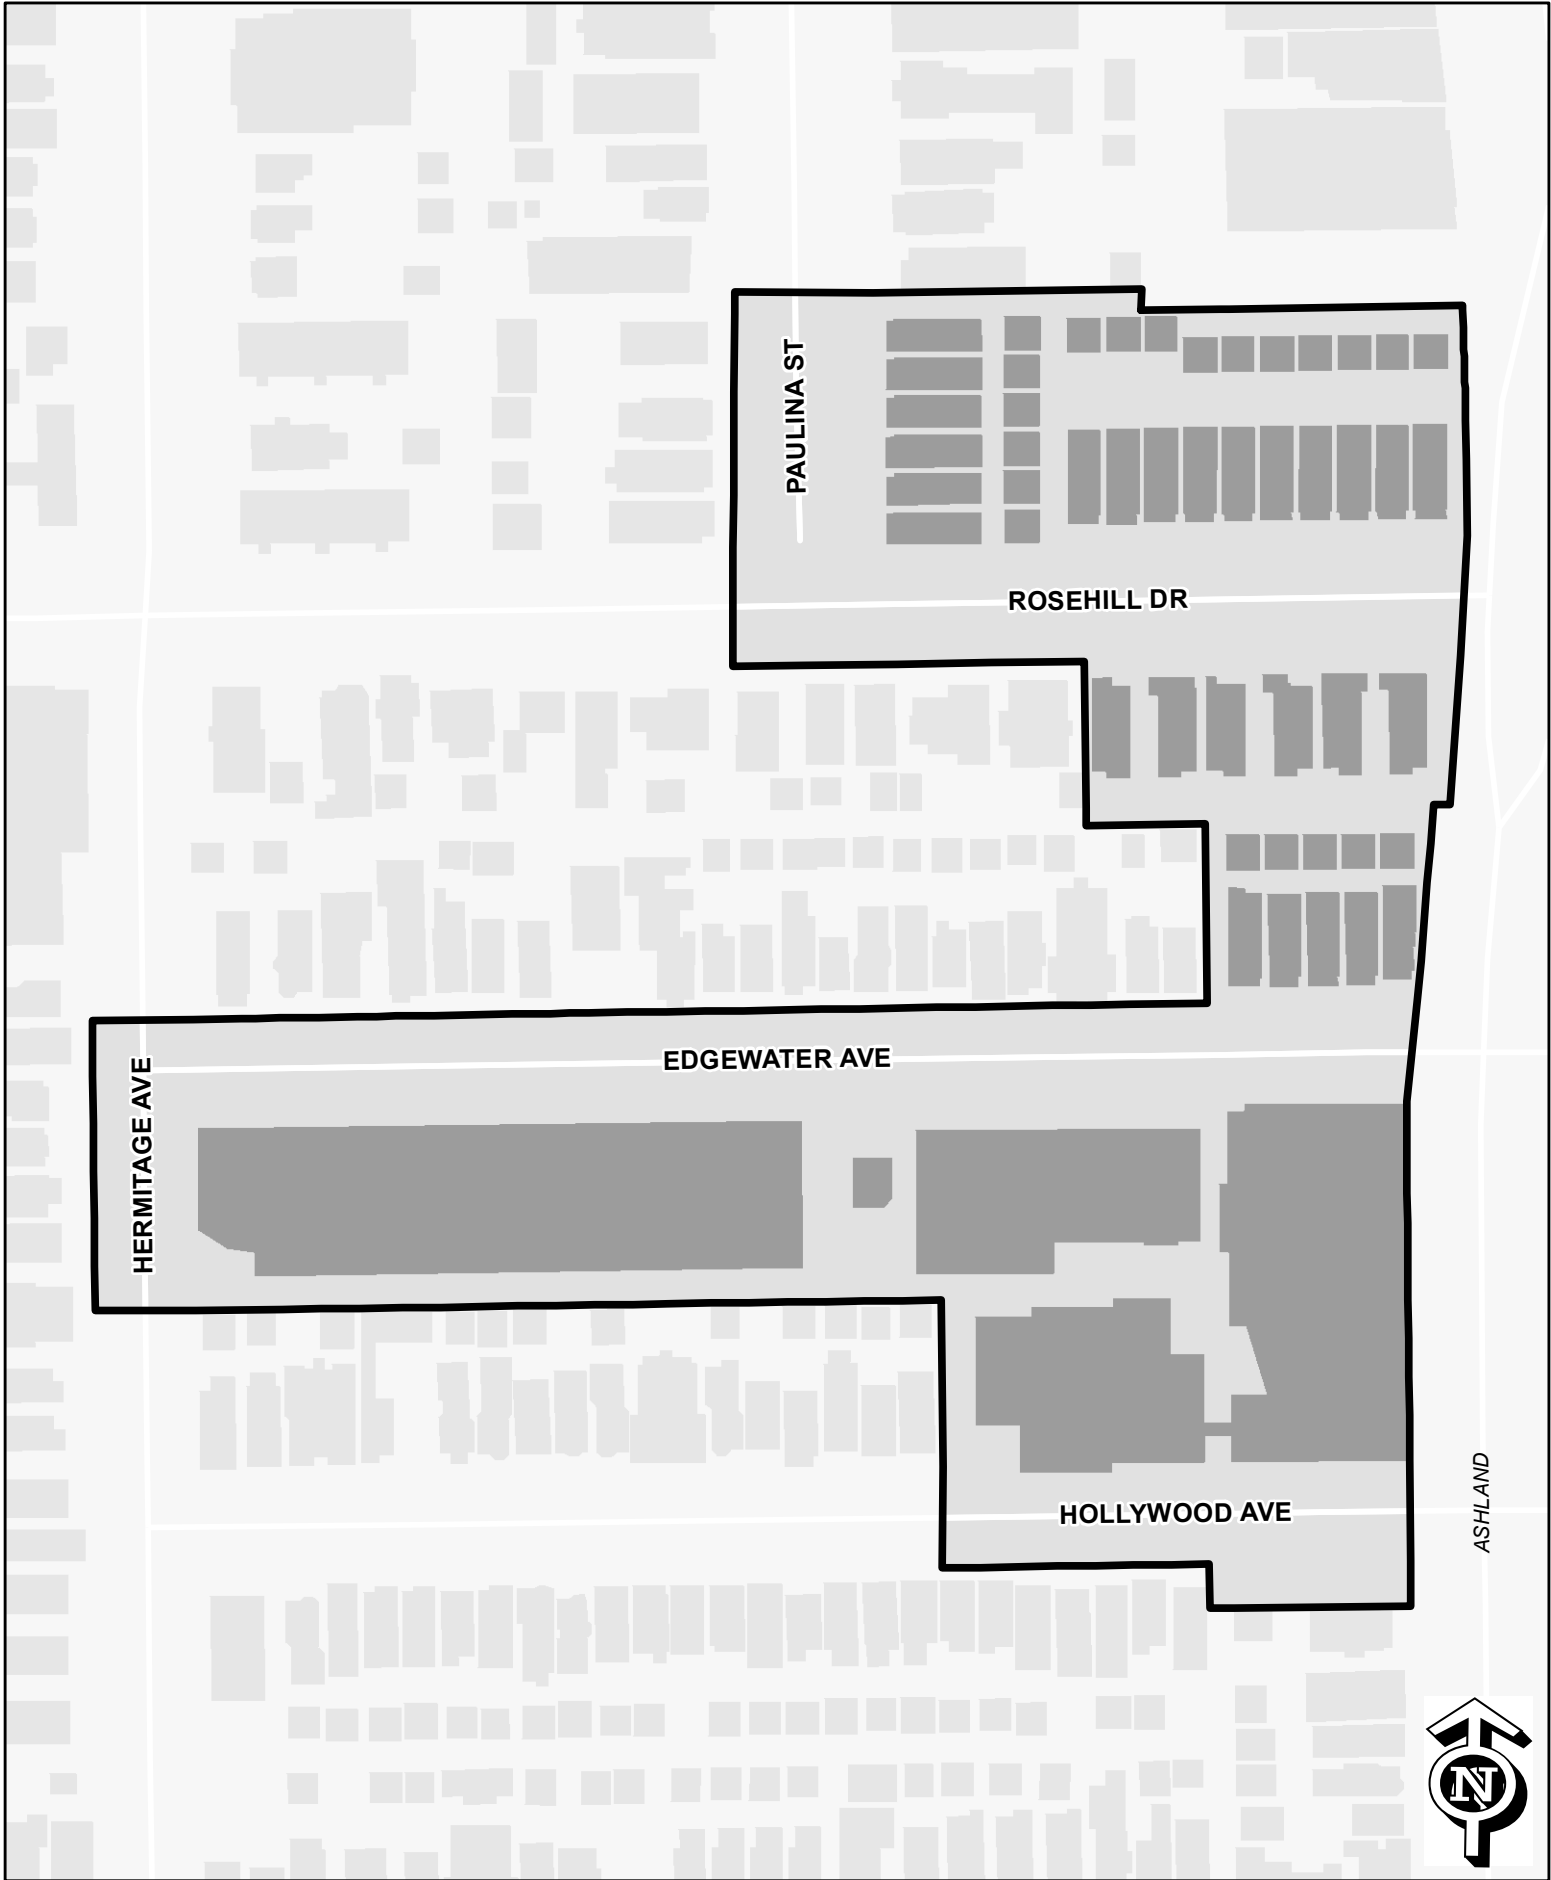 PAULINA ST
ROSEHILL DR
EDGEWATER AVE
HERMITAGE AVE
HOLLYWOOD AVE
ASHLAND
N